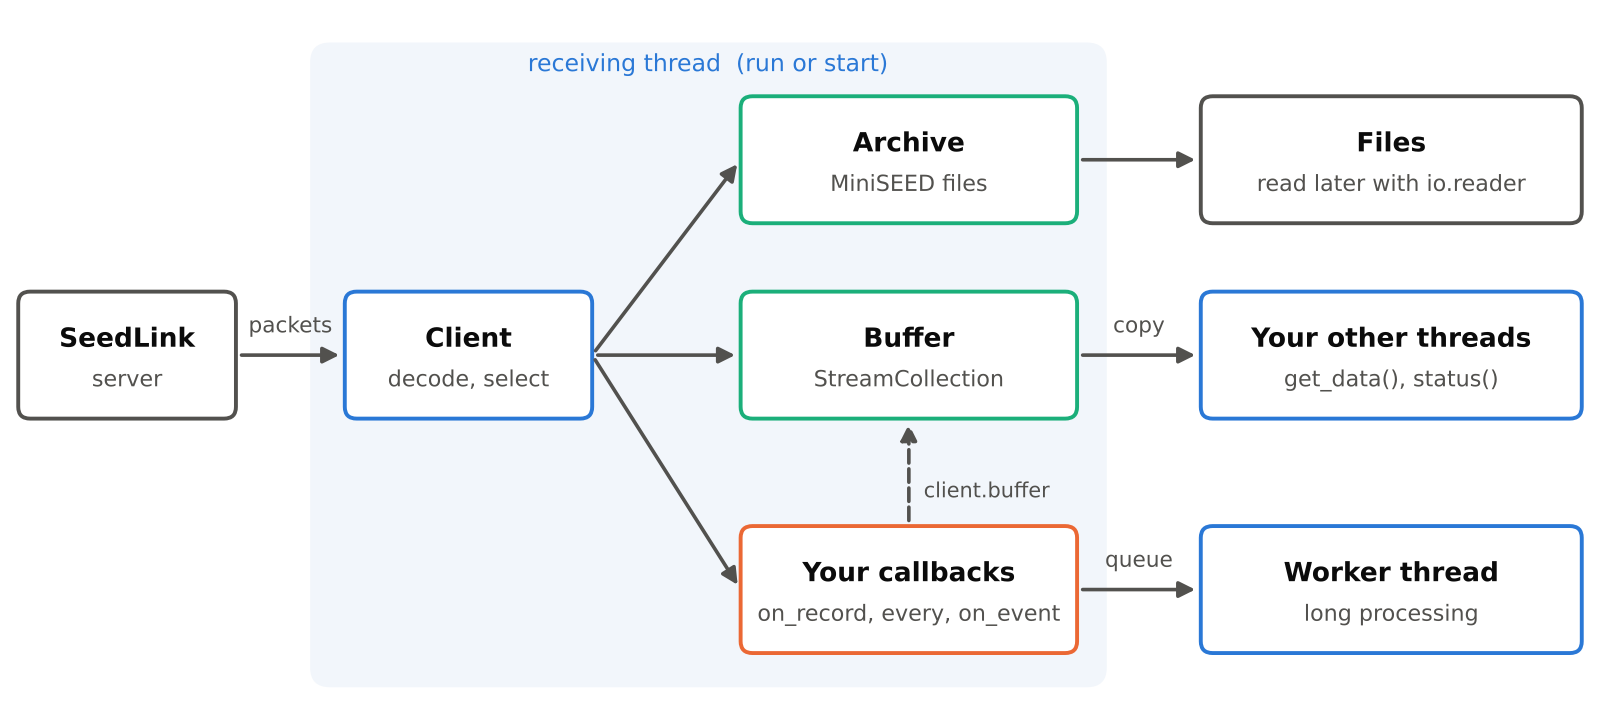 receiving thread  (run or start)
Archive
MiniSEED files
Files
read later with io.reader
SeedLink
server
packets
Client
decode, select
Buffer
StreamCollection
copy
Your other threads
get_data(), status()
client.buffer
Your callbacks
on_record, every, on_event
queue
Worker thread
long processing